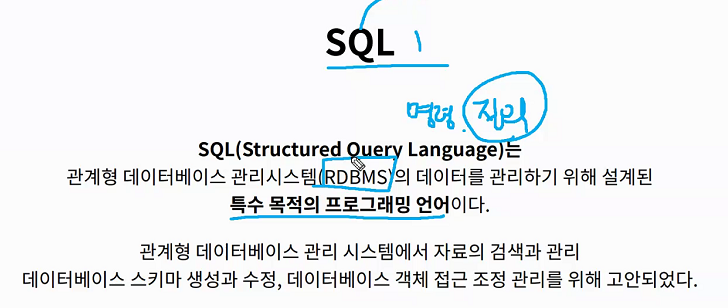 SQL
명령. 질의
SQL(Structured Query Language)는
관계형 데이터베이스 관리시스템(RDBMS)의 데이터를 관리하기 위해 설계된
특수 목적의 프로그래밍 언어이다.
관계형 데이터베이스 관리 시스템에서 자료의 검색과 관리
데이터베이스 스키마 생성과 수정, 데이터베이스 객체 접근 조정 관리를 위해 고안되었다.